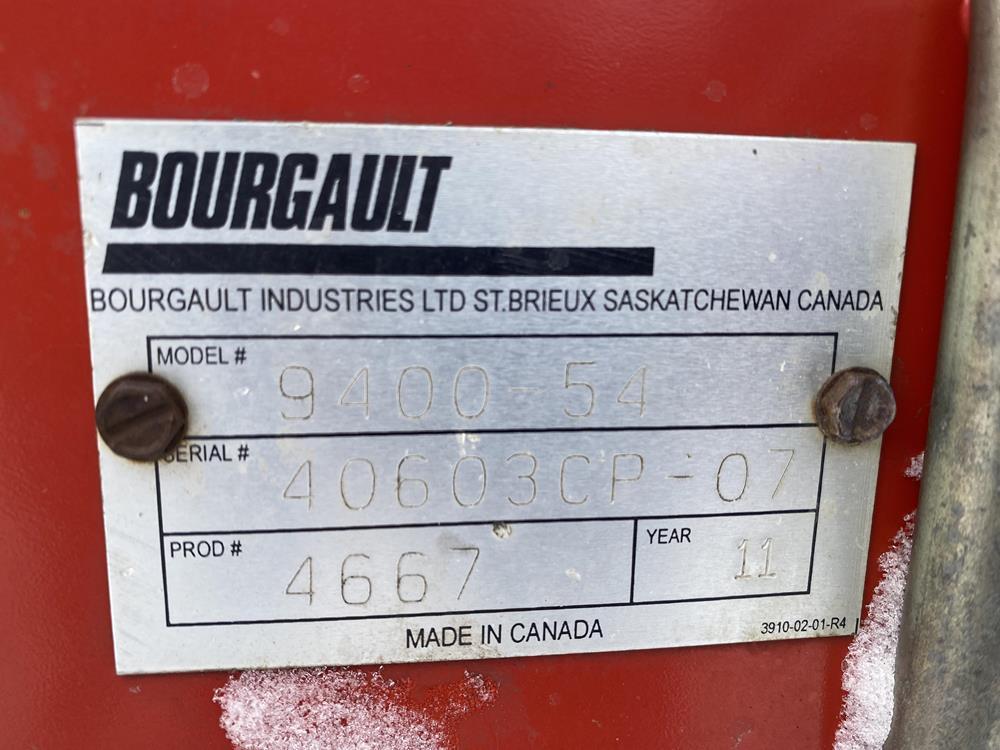 BOURGAULT
BOURGAULT INDUSTRIES LTD ST.BRIEUX SASKATCHEWAN CANADA
MODEL # 9400-54
SERIAL # 40603CP-07
PROD # 4667 YEAR 11
MADE IN CANADA 3910-02-01-R4